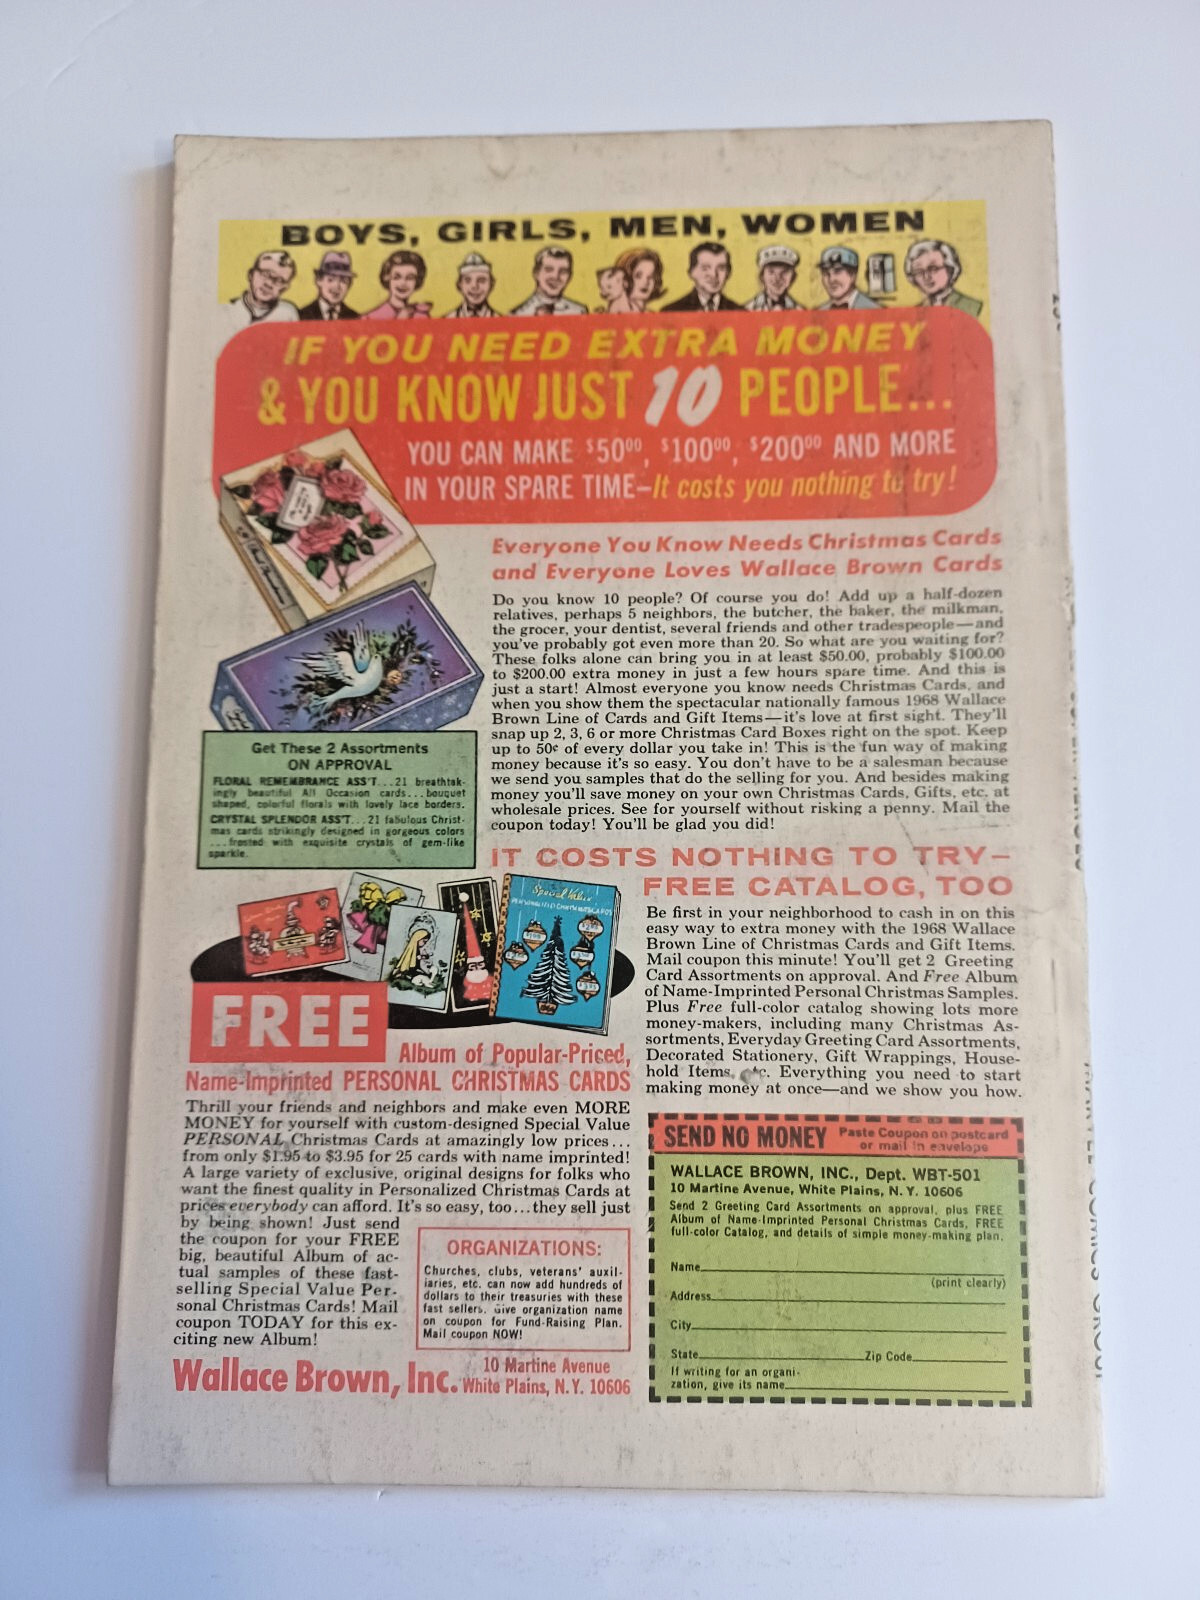 BOYS, GIRLS, MEN, WOMEN
IF YOU NEED EXTRA MONEY
& YOU KNOW JUST 10 PEOPLE...
YOU CAN MAKE $50⁰⁰, $100⁰⁰, $200⁰⁰ AND MORE
IN YOUR SPARE TIME—It costs you nothing to try!
Everyone You Know Needs Christmas Cards
and Everyone Loves Wallace Brown Cards
Do you know 10 people? Of course you do! Add up a half-dozen
relatives, perhaps 5 neighbors, the butcher, the baker, the milkman,
the grocer, your dentist, several friends and other tradespeople—and
you've probably got even more than 20. So what are you waiting for?
These folks alone can bring you in at least $50.00, probably $100.00
to $200.00 extra money in just a few hours spare time. And this is
just a start! Almost everyone you know needs Christmas Cards, and
when you show them the spectacular nationally famous 1968 Wallace
Brown Line of Cards and Gift Items—it's love at first sight. They'll
snap up 2, 3, 6 or more Christmas Card Boxes right on the spot. Keep
up to 50¢ of every dollar you take in! This is the fun way of making
money because it's so easy. You don't have to be a salesman because
we send you samples that do the selling for you. And besides making
money you'll save money on your own Christmas Cards, Gifts, etc. at
wholesale prices. See for yourself without risking a penny. Mail the
coupon today! You'll be glad you did!
Get These 2 Assortments
ON APPROVAL
FLORAL REMEMBRANCE ASS'T...21 breathtak-
ingly beautiful All Occasion cards...bouquet
shaped, colorful florals with lovely lace borders.
CRYSTAL SPLENDOR ASS'T...21 fabulous Christ-
mas cards strikingly designed in gorgeous colors
...frosted with exquisite crystals of gem-like
sparkle.
IT COSTS NOTHING TO TRY—
FREE CATALOG, TOO
Be first in your neighborhood to cash in on this
easy way to extra money with the 1968 Wallace
Brown Line of Christmas Cards and Gift Items.
Mail coupon this minute! You'll get 2 Greeting
Card Assortments on approval. And Free Album
of Name-Imprinted Personal Christmas Samples.
Plus Free full-color catalog showing lots more
money-makers, including many Christmas As-
sortments, Everyday Greeting Card Assortments,
Decorated Stationery, Gift Wrappings, House-
hold Items, etc. Everything you need to start
making money at once—and we show you how.
Special Value
PERSONALIZED CHRISTMAS CARDS
FREE
Album of Popular-Priced,
Name-Imprinted PERSONAL CHRISTMAS CARDS
Thrill your friends and neighbors and make even MORE
MONEY for yourself with custom-designed Special Value
PERSONAL Christmas Cards at amazingly low prices...
from only $1.95 to $3.95 for 25 cards with name imprinted!
A large variety of exclusive, original designs for folks who
want the finest quality in Personalized Christmas Cards at
prices everybody can afford. It's so easy, too...they sell just
by being shown! Just send
the coupon for your FREE
big, beautiful Album of ac-
tual samples of these fast-
selling Special Value Per-
sonal Christmas Cards! Mail
coupon TODAY for this ex-
citing new Album!
ORGANIZATIONS:
Churches, clubs, veterans' auxil-
iaries, etc. can now add hundreds of
dollars to their treasuries with these
fast sellers. Give organization name
on coupon for Fund-Raising Plan.
Mail coupon NOW!
Wallace Brown, Inc. 10 Martine Avenue
White Plains, N.Y. 10606
SEND NO MONEY Paste Coupon on postcard
or mail in envelope
WALLACE BROWN, INC., Dept. WBT-501
10 Martine Avenue, White Plains, N. Y. 10606
Send 2 Greeting Card Assortments on approval, plus FREE
Album of Name-Imprinted Personal Christmas Cards, FREE
full-color Catalog, and details of simple money-making plan.
Name
(print clearly)
Address
City
State Zip Code
If writing for an organi-
zation, give its name